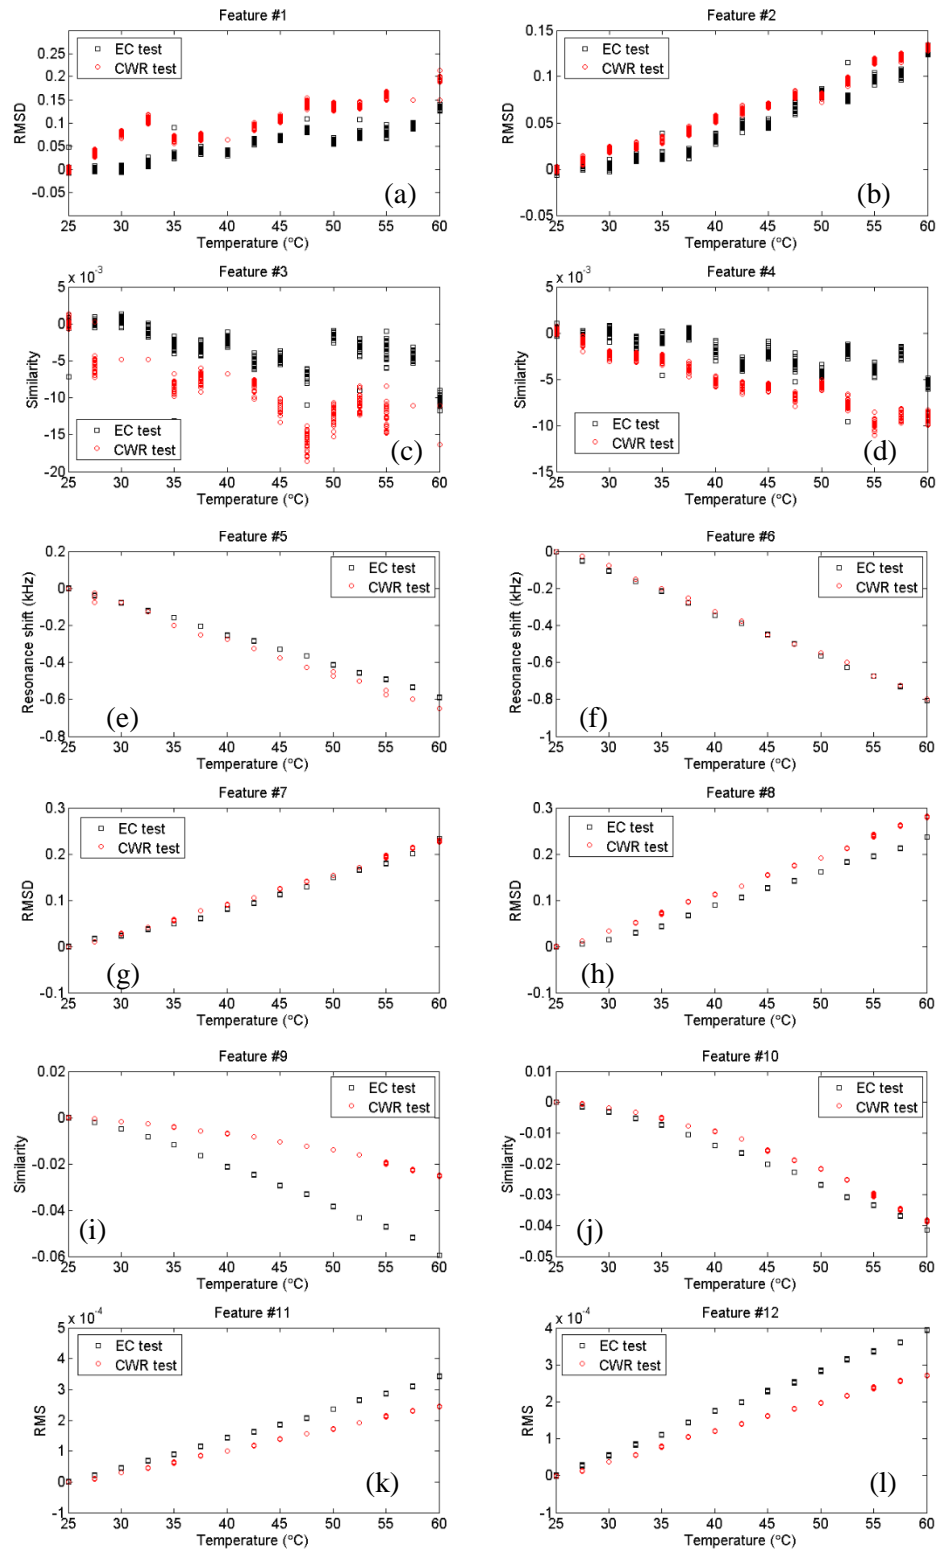 Feature #1
0.25
0.2
0.15
0.1
0.05
0
-0.05
RMSD
EC test
CWR test
(a)
25 30 35 40 45 50 55 60
Temperature (°C)
Feature #2
0.15
0.1
0.05
0
-0.05
RMSD
EC test
CWR test
(b)
25 30 35 40 45 50 55 60
Temperature (°C)
Feature #3
x 10-3
5
0
-5
-10
-15
-20
Similarity
EC test
CWR test
(c)
25 30 35 40 45 50 55 60
Temperature (°C)
Feature #4
x 10-3
5
0
-5
-10
-15
Similarity
EC test
CWR test
(d)
25 30 35 40 45 50 55 60
Temperature (°C)
Feature #5
0.2
0
-0.2
-0.4
-0.6
-0.8
Resonance shift (kHz)
EC test
CWR test
(e)
25 30 35 40 45 50 55 60
Temperature (°C)
Feature #6
0
-0.2
-0.4
-0.6
-0.8
-1
Resonance shift (kHz)
EC test
CWR test
(f)
25 30 35 40 45 50 55 60
Temperature (°C)
Feature #7
0.3
0.2
0.1
0
-0.1
RMSD
EC test
CWR test
(g)
25 30 35 40 45 50 55 60
Temperature (°C)
Feature #8
0.3
0.2
0.1
0
-0.1
RMSD
EC test
CWR test
(h)
25 30 35 40 45 50 55 60
Temperature (°C)
Feature #9
0.02
0
-0.02
-0.04
-0.06
Similarity
EC test
CWR test
(i)
25 30 35 40 45 50 55 60
Temperature (°C)
Feature #10
0.01
0
-0.01
-0.02
-0.03
-0.04
-0.05
Similarity
EC test
CWR test
(j)
25 30 35 40 45 50 55 60
Temperature (°C)
Feature #11
x 10-4
5
4
3
2
1
0
-1
RMS
EC test
CWR test
(k)
25 30 35 40 45 50 55 60
Temperature (°C)
Feature #12
x 10-4
4
3
2
1
0
-1
RMS
EC test
CWR test
(l)
25 30 35 40 45 50 55 60
Temperature (°C)